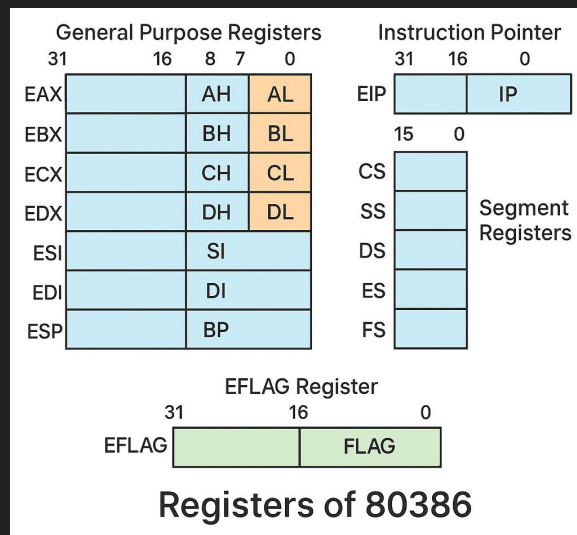 General Purpose Registers
31 16 8 7 0
EAX AH AL
EBX BH BL
ECX CH CL
EDX DH DL
ESI SI
EDI DI
ESP BP
Instruction Pointer
31 16 0
EIP IP
15 0
CS
SS
DS
ES
FS
Segment
Registers
EFLAG Register
31 16 0
EFLAG FLAG
Registers of 80386